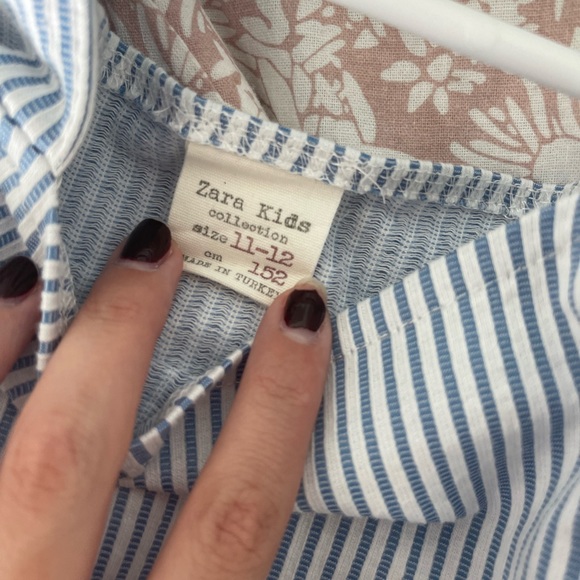 Zara Kids
collection
size 11-12
cm 152
MADE IN TURKEY